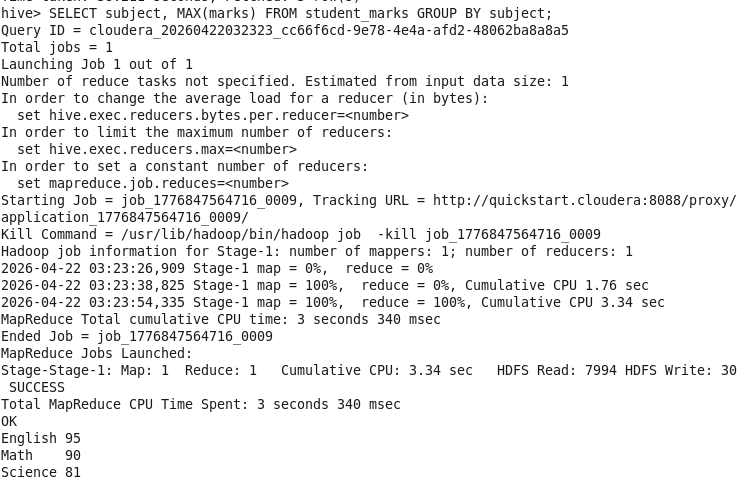 hive> SELECT subject, MAX(marks) FROM student_marks GROUP BY subject;
Query ID = cloudera_20260422032323_cc66f6cd-9e78-4e4a-afd2-48062ba8a8a5
Total jobs = 1
Launching Job 1 out of 1
Number of reduce tasks not specified. Estimated from input data size: 1
In order to change the average load for a reducer (in bytes):
  set hive.exec.reducers.bytes.per.reducer=<number>
In order to limit the maximum number of reducers:
  set hive.exec.reducers.max=<number>
In order to set a constant number of reducers:
  set mapreduce.job.reduces=<number>
Starting Job = job_1776847564716_0009, Tracking URL = http://quickstart.cloudera:8088/proxy/
application_1776847564716_0009/
Kill Command = /usr/lib/hadoop/bin/hadoop job  -kill job_1776847564716_0009
Hadoop job information for Stage-1: number of mappers: 1; number of reducers: 1
2026-04-22 03:23:26,909 Stage-1 map = 0%,  reduce = 0%
2026-04-22 03:23:38,825 Stage-1 map = 100%,  reduce = 0%, Cumulative CPU 1.76 sec
2026-04-22 03:23:54,335 Stage-1 map = 100%,  reduce = 100%, Cumulative CPU 3.34 sec
MapReduce Total cumulative CPU time: 3 seconds 340 msec
Ended Job = job_1776847564716_0009
MapReduce Jobs Launched:
Stage-Stage-1: Map: 1  Reduce: 1   Cumulative CPU: 3.34 sec   HDFS Read: 7994 HDFS Write: 30
 SUCCESS
Total MapReduce CPU Time Spent: 3 seconds 340 msec
OK
English 95
Math    90
Science 81